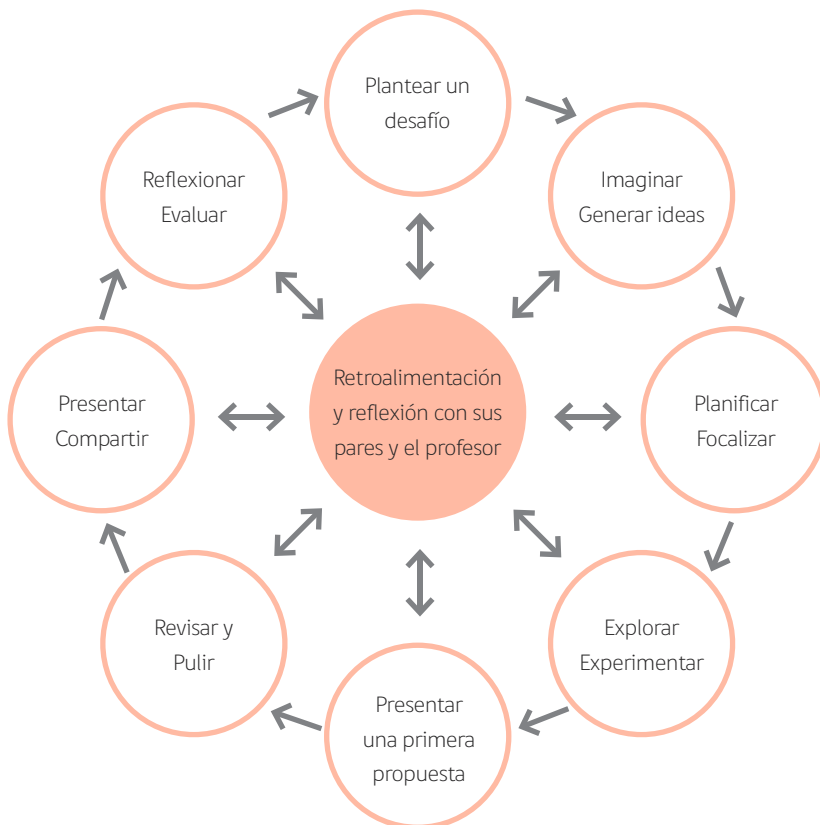 Plantear un
desafío
Imaginar
Generar ideas
Planificar
Focalizar
Explorar
Experimentar
Presentar
una primera
propuesta
Revisar y
Pulir
Presentar
Compartir
Reflexionar
Evaluar
Retroalimentación
y reflexión con sus
pares y el profesor